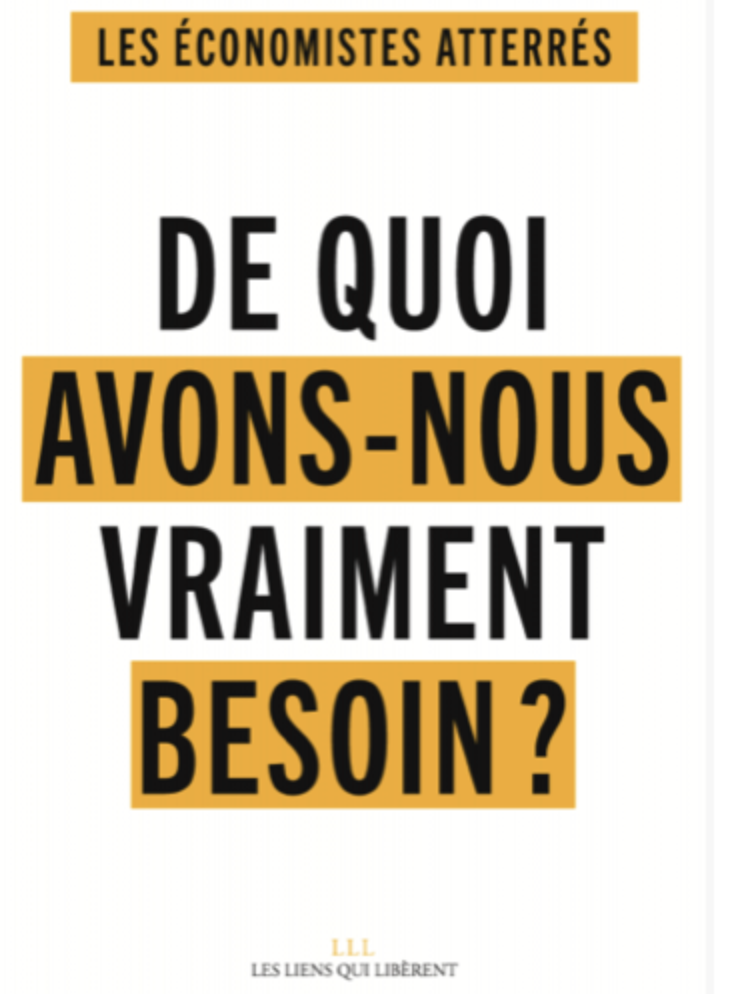 LES ÉCONOMISTES ATTERRÉS
DE QUOI
AVONS-NOUS
VRAIMENT
BESOIN ?
LLL
LES LIENS QUI LIBÈRENT